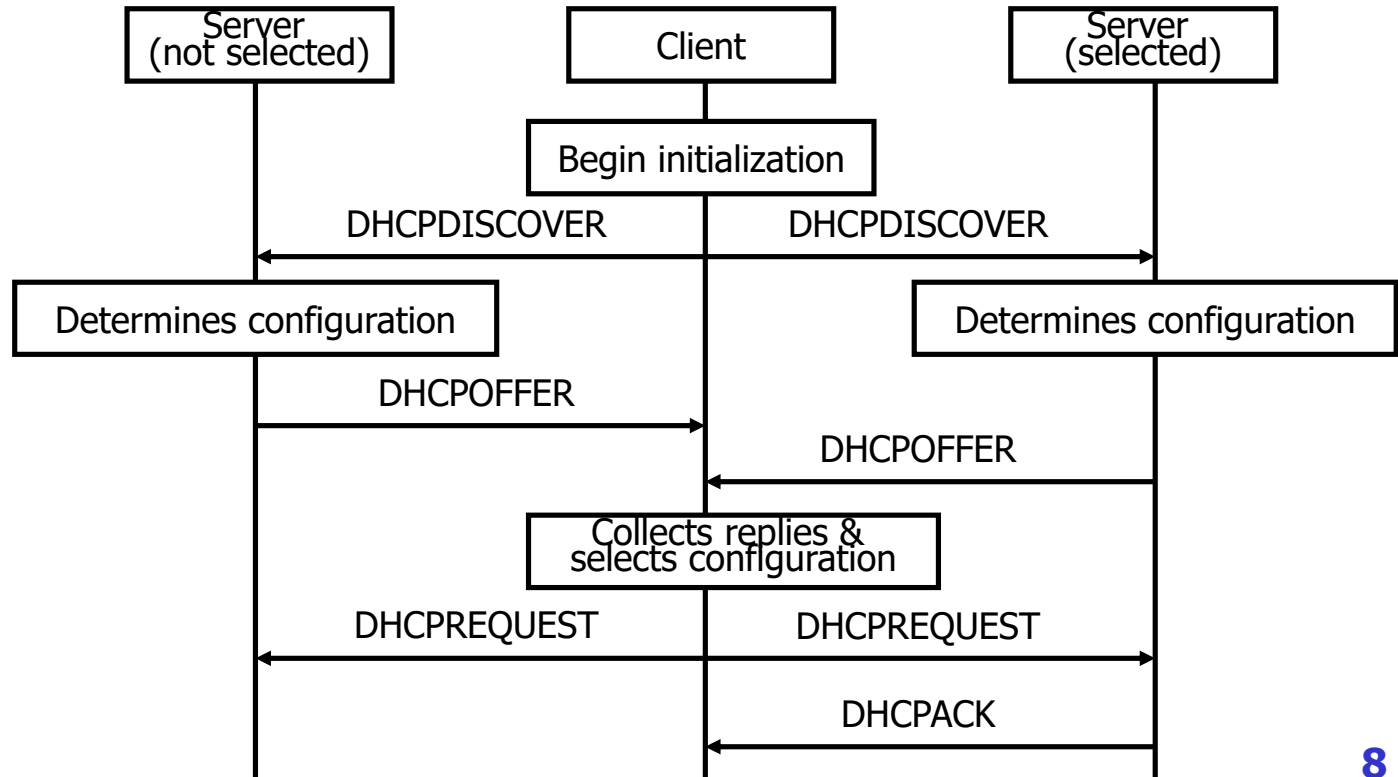 Server
(not selected)
Client
Server
(selected)
Begin initialization
DHCPDISCOVER
DHCPDISCOVER
Determines configuration
Determines configuration
DHCPOFFER
DHCPOFFER
Collects replies &
selects configuration
DHCPREQUEST
DHCPREQUEST
DHCPACK
8